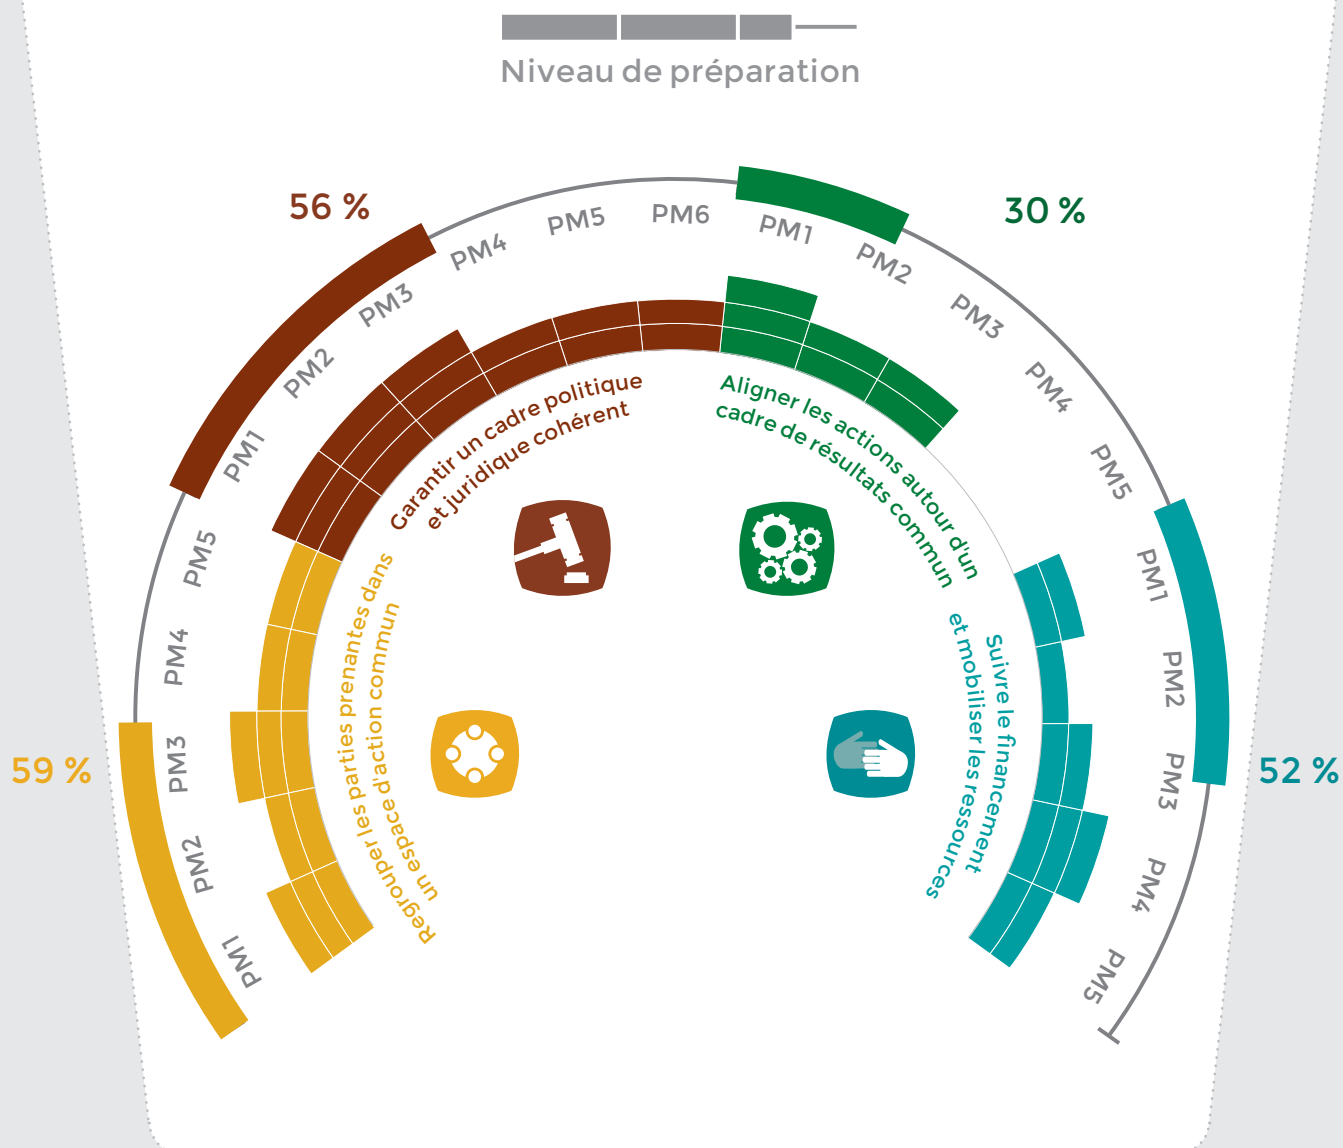 Niveau de préparation
59 %
PM1
PM2
PM3
PM4
PM5
Regrouper les parties prenantes dans
un espace d'action commun
56 %
PM1
PM2
PM3
PM4
PM5
PM6
Garantir un cadre politique
et juridique cohérent
30 %
PM1
PM2
PM3
PM4
PM5
Aligner les actions autour d'un
cadre de résultats commun
52 %
PM1
PM2
PM3
PM4
PM5
Suivre le financement
et mobiliser les ressources